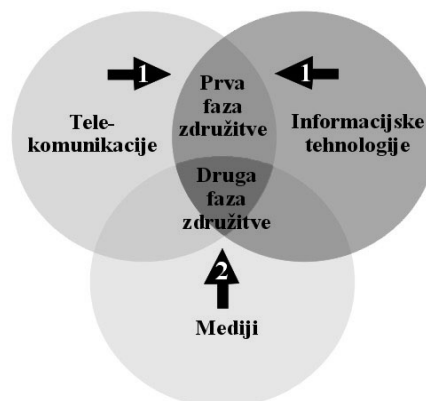 1
1
Prva
faza
združitve
Tele-
komunikacije
Informacijske
tehnologije
Druga
faza
združitve
2
Mediji